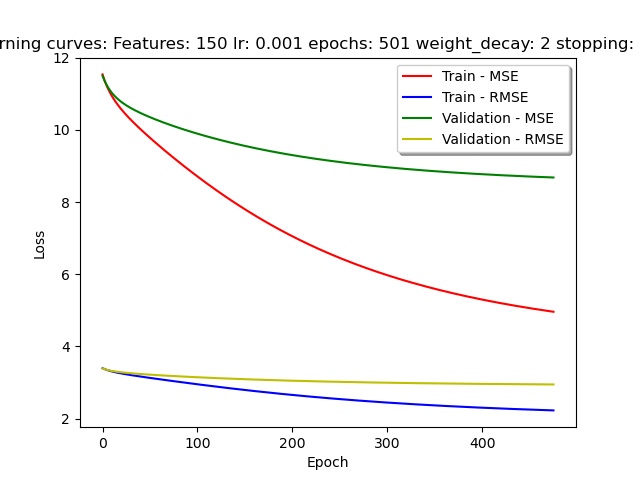 rning curves: Features: 150 lr: 0.001 epochs: 501 weight_decay: 2 stopping:
12
10
8
6
4
2
Loss
Train - MSE
Train - RMSE
Validation - MSE
Validation - RMSE
0 100 200 300 400
Epoch